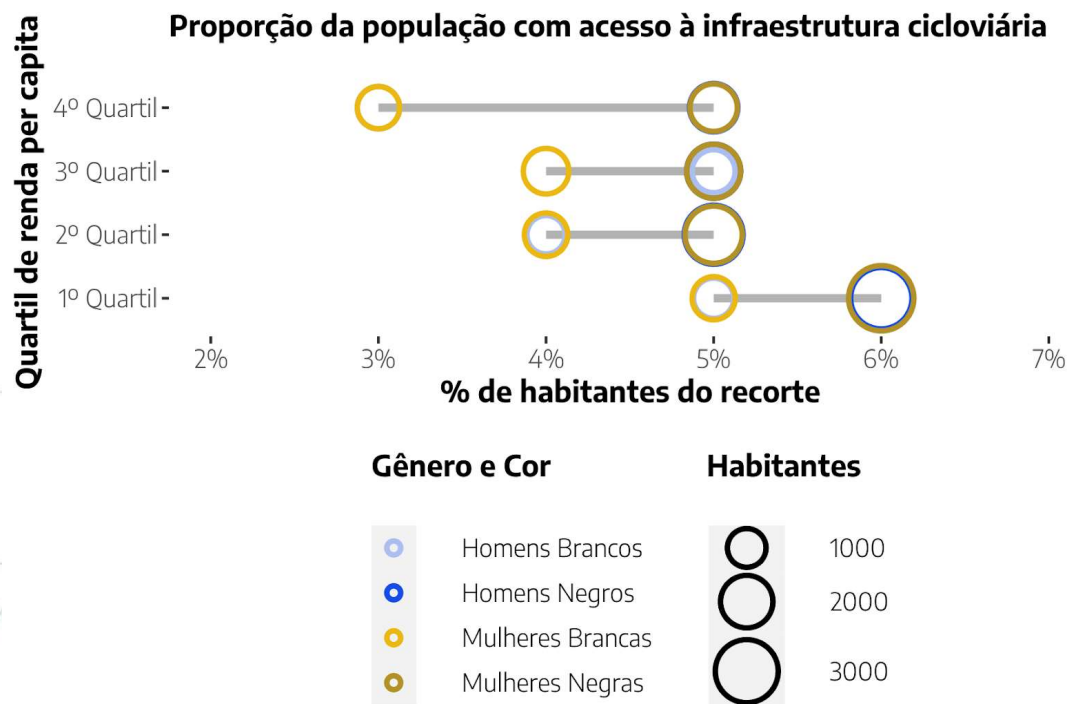 Proporção da população com acesso à infraestrutura cicloviária
Quartil de renda per capita
4º Quartil
3º Quartil
2º Quartil
1º Quartil
2% 3% 4% 5% 6% 7%
% de habitantes do recorte
Gênero e Cor
Homens Brancos
Homens Negros
Mulheres Brancas
Mulheres Negras
Habitantes
1000
2000
3000